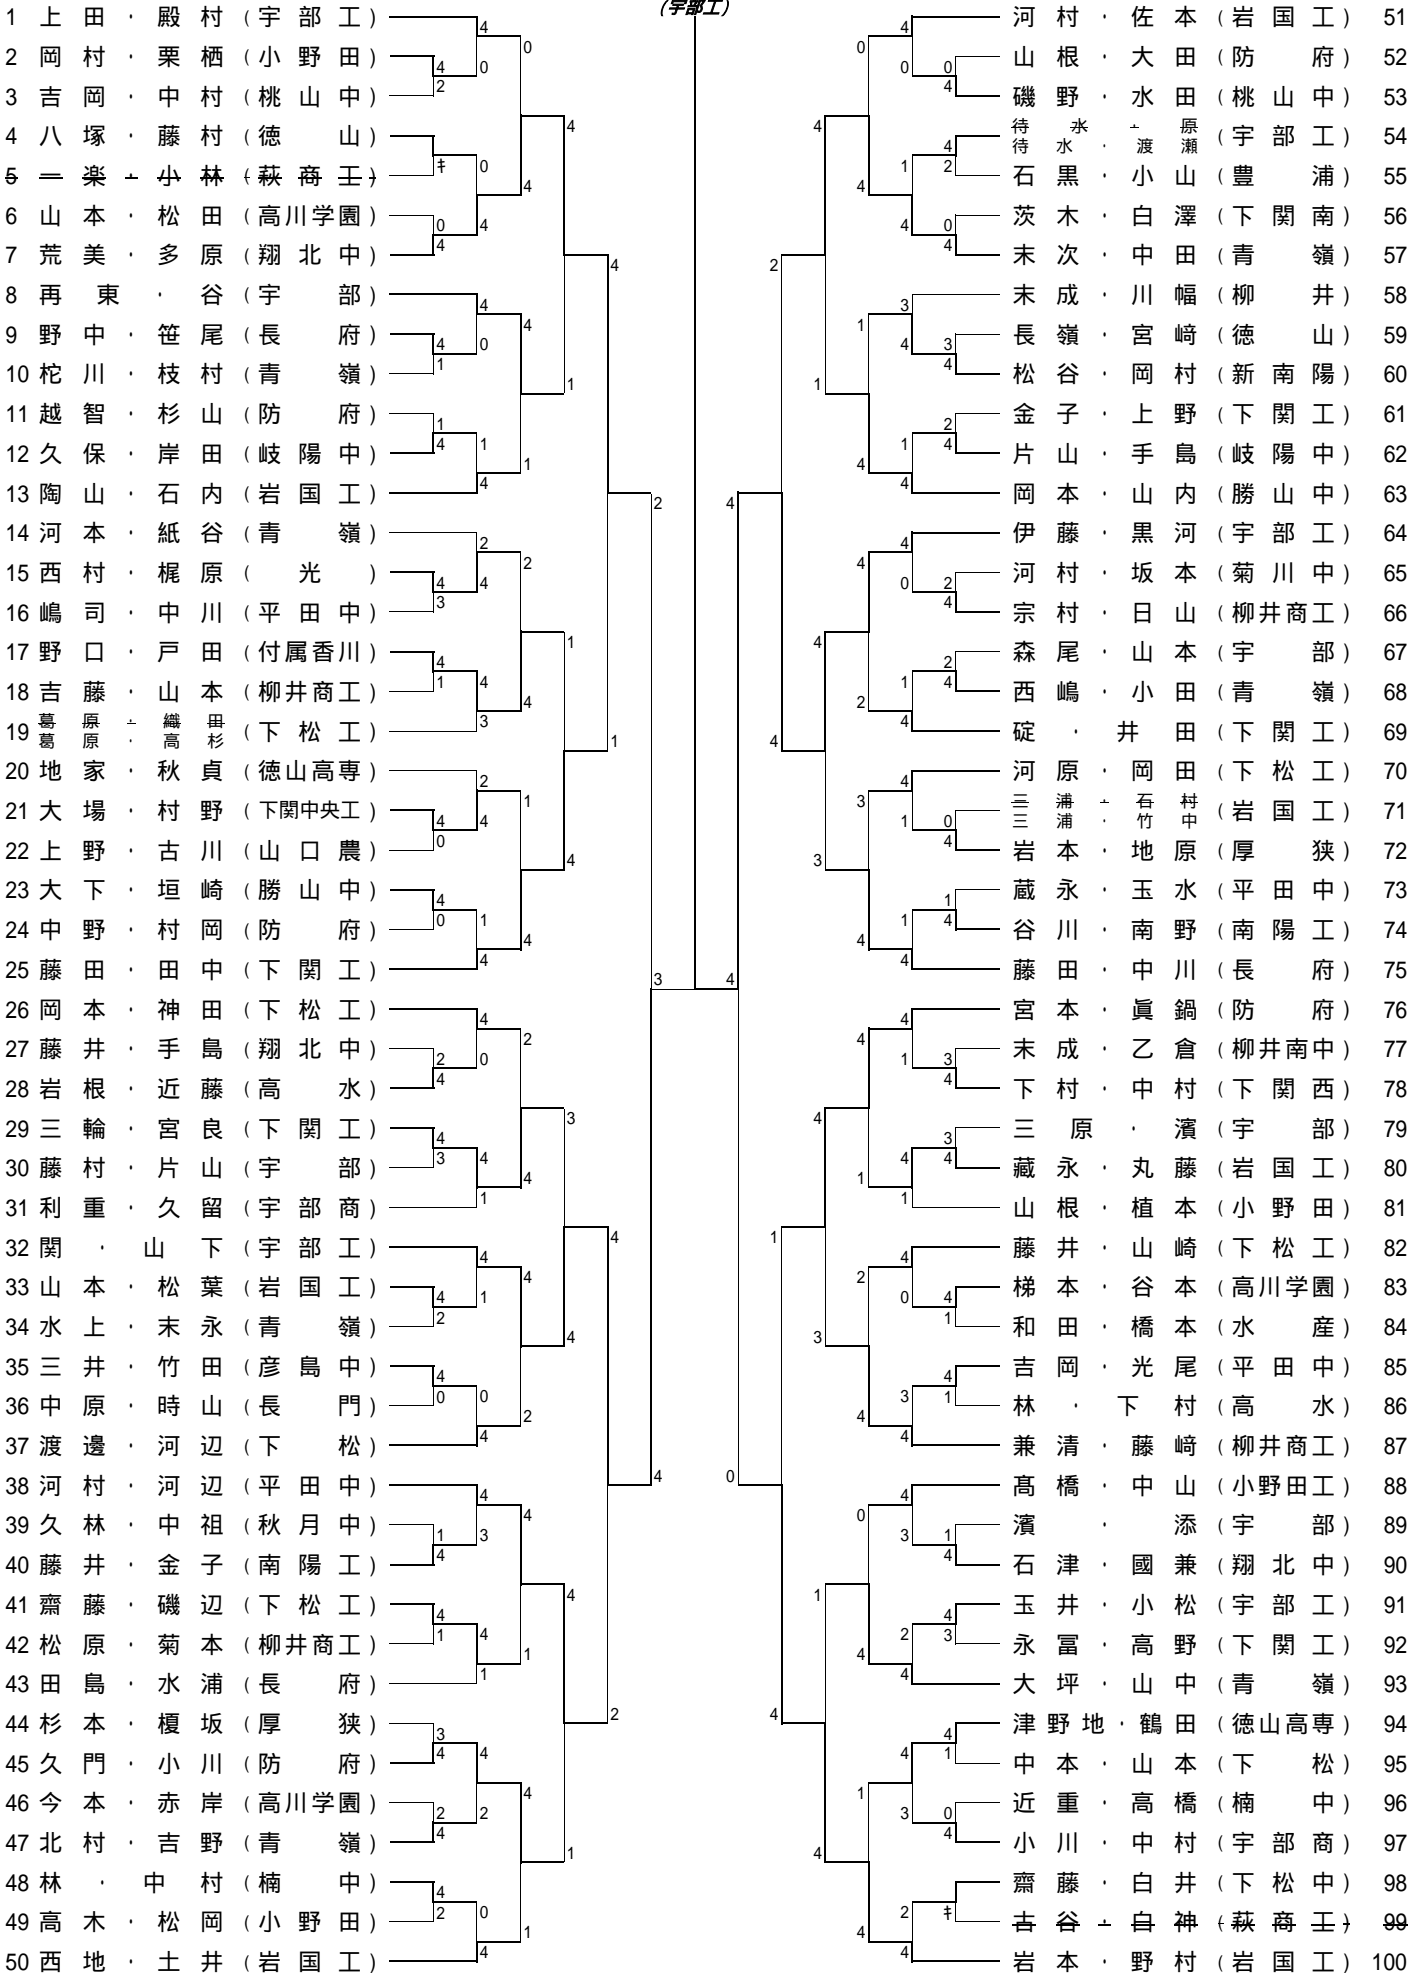 (宇部工)
1 上田・殿村(宇部工)
2 岡村・栗栖(小野田)
3 吉岡・中村(桃山中)
4 八塚・藤村(徳山)
5 一楽・小林(萩商工)
6 山本・松田(高川学園)
7 荒美・多原(翔北中)
8 再東・谷(宇部)
9 野中・笹尾(長府)
10 柁川・枝村(青嶺)
11 越智・杉山(防府)
12 久保・岸田(岐陽中)
13 陶山・石内(岩国工)
14 河本・紙谷(青嶺)
15 西村・梶原(光)
16 嶋司・中川(平田中)
17 野口・戸田(付属香川)
18 吉藤・山本(柳井商工)
19 葛原・織田 葛原・高杉(下松工)
20 地家・秋貞(徳山高専)
21 大場・村野(下関中央工)
22 上野・古川(山口農)
23 大下・垣崎(勝山中)
24 中野・村岡(防府)
25 藤田・田中(下関工)
26 岡本・神田(下松工)
27 藤井・手島(翔北中)
28 岩根・近藤(高水)
29 三輪・宮良(下関工)
30 藤村・片山(宇部)
31 利重・久留(宇部商)
32 関・山下(宇部工)
33 山本・松葉(岩国工)
34 水上・末永(青嶺)
35 三井・竹田(彦島中)
36 中原・時山(長門)
37 渡邊・河辺(下松)
38 河村・河辺(平田中)
39 久林・中祖(秋月中)
40 藤井・金子(南陽工)
41 齋藤・磯辺(下松工)
42 松原・菊本(柳井商工)
43 田島・水浦(長府)
44 杉本・榎坂(厚狭)
45 久門・小川(防府)
46 今本・赤岸(高川学園)
47 北村・吉野(青嶺)
48 林・中村(楠中)
49 高木・松岡(小野田)
50 西地・土井(岩国工)
河村・佐本(岩国工) 51
山根・大田(防府) 52
磯野・水田(桃山中) 53
待水・原 待水・渡瀬(宇部工) 54
石黒・小山(豊浦) 55
茨木・白澤(下関南) 56
末次・中田(青嶺) 57
末成・川幅(柳井) 58
長嶺・宮﨑(徳山) 59
松谷・岡村(新南陽) 60
金子・上野(下関工) 61
片山・手島(岐陽中) 62
岡本・山内(勝山中) 63
伊藤・黒河(宇部工) 64
河村・坂本(菊川中) 65
宗村・日山(柳井商工) 66
森尾・山本(宇部) 67
西嶋・小田(青嶺) 68
碇・井田(下関工) 69
河原・岡田(下松工) 70
三浦・石村 三浦・竹中(岩国工) 71
岩本・地原(厚狭) 72
蔵永・玉水(平田中) 73
谷川・南野(南陽工) 74
藤田・中川(長府) 75
宮本・眞鍋(防府) 76
末成・乙倉(柳井南中) 77
下村・中村(下関西) 78
三原・濱(宇部) 79
藏永・丸藤(岩国工) 80
山根・植本(小野田) 81
藤井・山崎(下松工) 82
梯本・谷本(高川学園) 83
和田・橋本(水産) 84
吉岡・光尾(平田中) 85
林・下村(高水) 86
兼清・藤﨑(柳井商工) 87
髙橋・中山(小野田工) 88
濱・添(宇部) 89
石津・國兼(翔北中) 90
玉井・小松(宇部工) 91
永冨・高野(下関工) 92
大坪・山中(青嶺) 93
津野地・鶴田(徳山高専) 94
中本・山本(下松) 95
近重・高橋(楠中) 96
小川・中村(宇部商) 97
齋藤・白井(下松中) 98
古谷・白神(萩商工) 99
岩本・野村(岩国工) 100